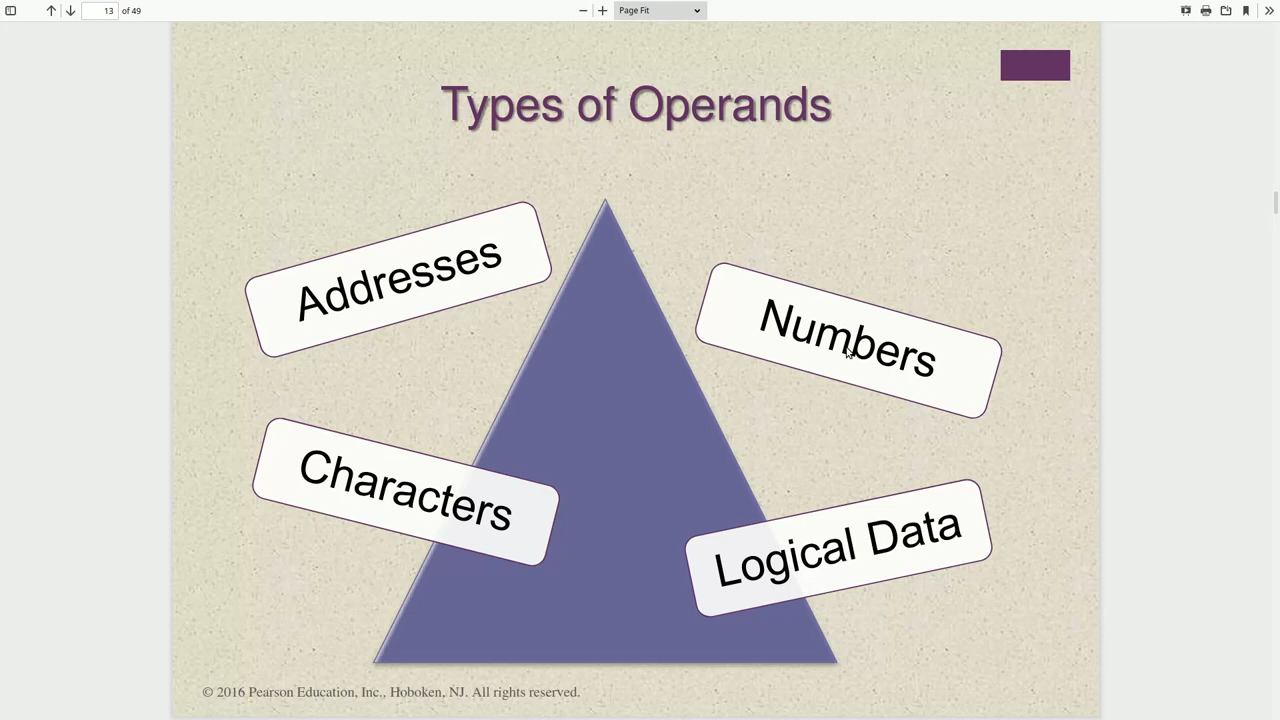 13 of 49
Page Fit
Types of Operands
Addresses
Numbers
Characters
Logical Data
© 2016 Pearson Education, Inc., Hoboken, NJ. All rights reserved.